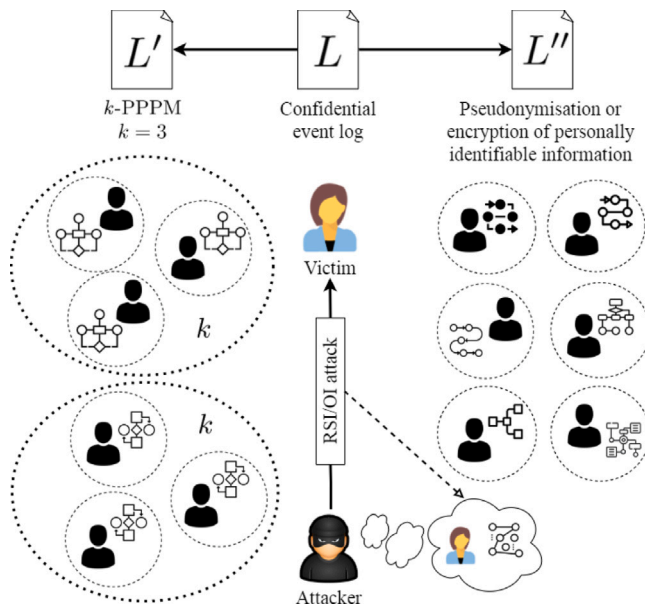 L′
L
L″
k-PPPM
k = 3
Confidential
event log
Pseudonymisation or
encryption of personally
identifiable information
Victim
k
RSI/OI attack
k
Attacker